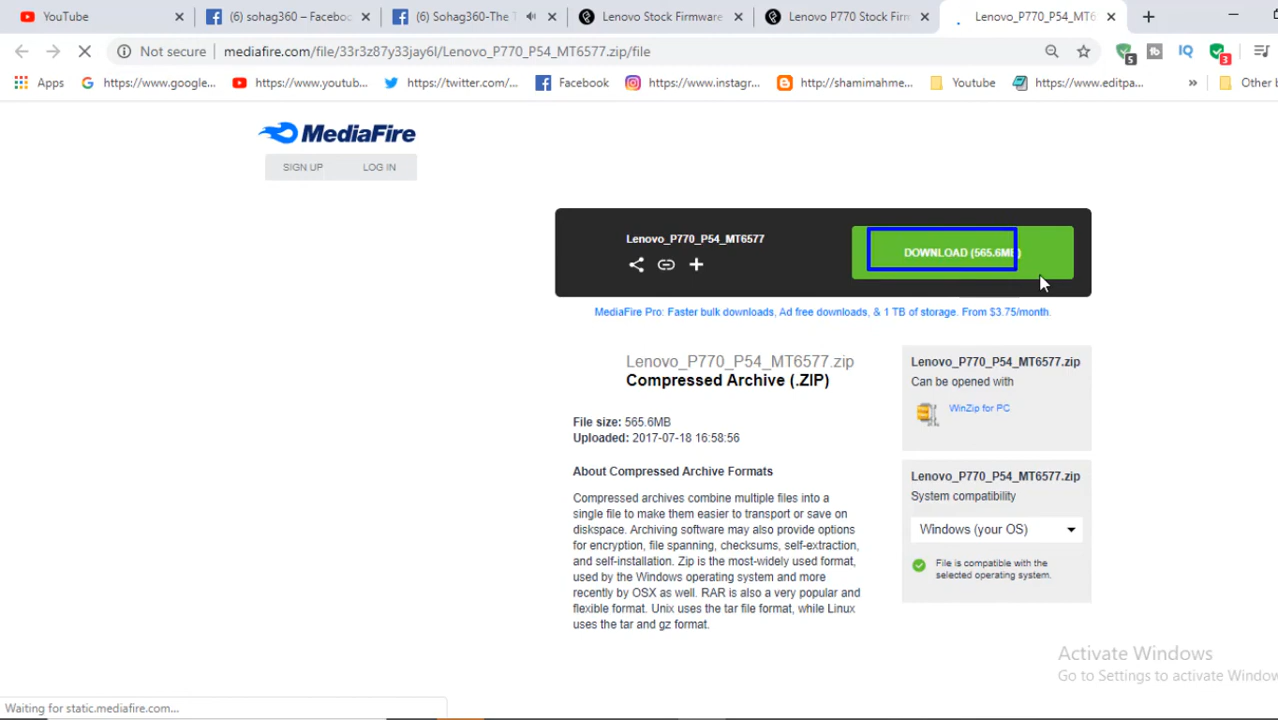 YouTube
(6) sohag360 – Faceboo
(6) Sohag360-The T
Lenovo Stock Firmware
Lenovo P770 Stock Firm
Lenovo_P770_P54_MT6
Not secure
mediafire.com/file/33r3z87y33jay6l/Lenovo_P770_P54_MT6577.zip/file
5
IQ
3
Apps
https://www.google...
https://www.youtub...
https://twitter.com/...
Facebook
https://www.instagr...
http://shamimahme...
Youtube
https://www.editpa...
»
Other b
MediaFire
SIGN UP
LOG IN
Lenovo_P770_P54_MT6577
DOWNLOAD (565.6MB)
MediaFire Pro: Faster bulk downloads, Ad free downloads, & 1 TB of storage. From $3.75/month.
Lenovo_P770_P54_MT6577.zip
Compressed Archive (.ZIP)
File size: 565.6MB
Uploaded: 2017-07-18 16:58:56
About Compressed Archive Formats
Compressed archives combine multiple files into a
single file to make them easier to transport or save on
diskspace. Archiving software may also provide options
for encryption, file spanning, checksums, self-extraction,
and self-installation. Zip is the most-widely used format,
used by the Windows operating system and more
recently by OSX as well. RAR is also a very popular and
flexible format. Unix uses the tar file format, while Linux
uses the tar and gz format.
Lenovo_P770_P54_MT6577.zip
Can be opened with
WinZip for PC
Lenovo_P770_P54_MT6577.zip
System compatibility
Windows (your OS)
File is compatible with the
selected operating system.
Activate Windows
Go to Settings to activate Window
Waiting for static.mediafire.com...